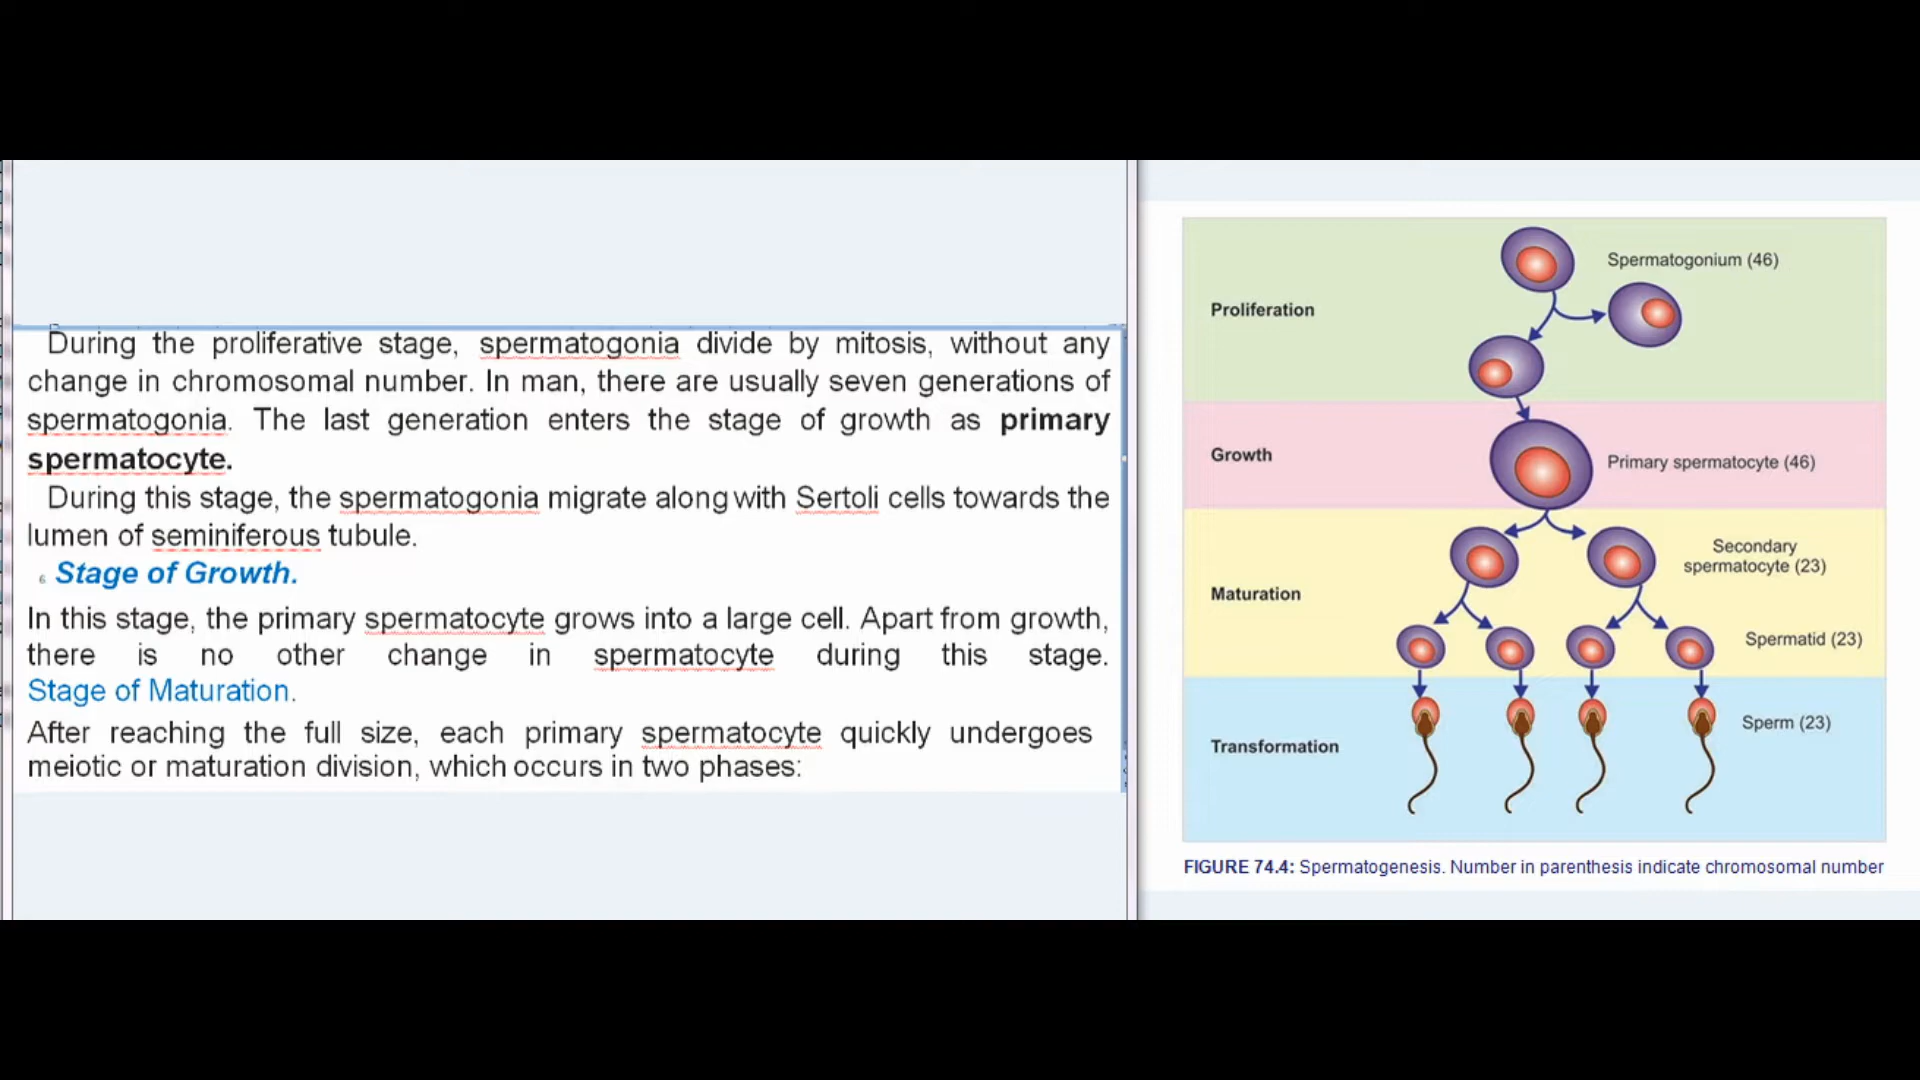 During the proliferative stage, spermatogonia divide by mitosis, without any
change in chromosomal number. In man, there are usually seven generations of
spermatogonia. The last generation enters the stage of growth as primary
spermatocyte.
During this stage, the spermatogonia migrate along with Sertoli cells towards the
lumen of seminiferous tubule.
6 Stage of Growth.
In this stage, the primary spermatocyte grows into a large cell. Apart from growth,
there is no other change in spermatocyte during this stage.
Stage of Maturation.
After reaching the full size, each primary spermatocyte quickly undergoes
meiotic or maturation division, which occurs in two phases:
Spermatogonium (46)
Proliferation
Growth
Primary spermatocyte (46)
Secondary
spermatocyte (23)
Maturation
Spermatid (23)
Sperm (23)
Transformation
FIGURE 74.4: Spermatogenesis. Number in parenthesis indicate chromosomal number